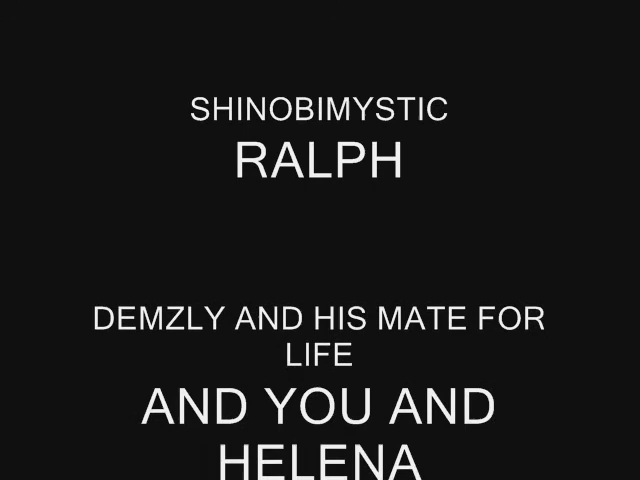 SHINOBIMYSTIC
RALPH
DEMZLY AND HIS MATE FOR
LIFE
AND YOU AND
HELENA